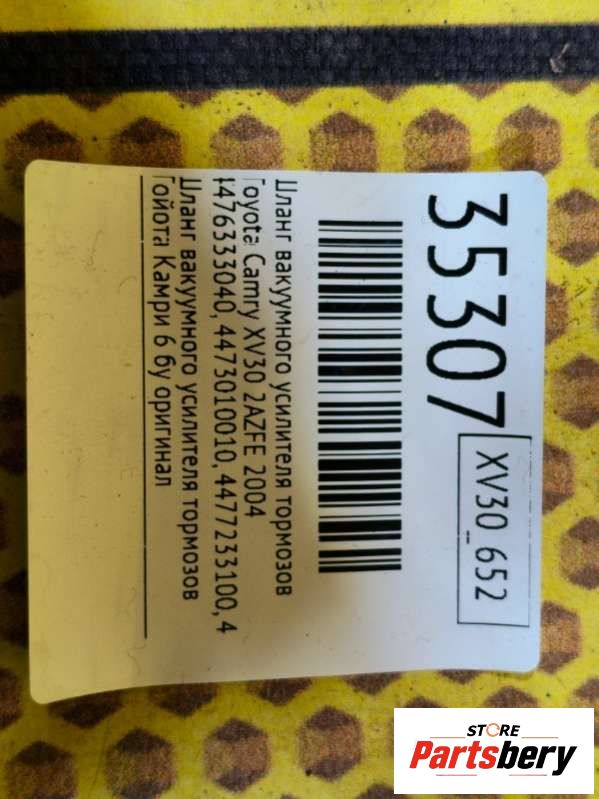 35307
XV30_652
Шланг вакуумного усилителя тормозов
Toyota Camry XV30 2AZFE 2004
4476333040, 4473010010, 4477233100, 4
Шланг вакуумного усилителя тормозов
Тойота Камри 6 бу оригинал
STORE
Partsbery